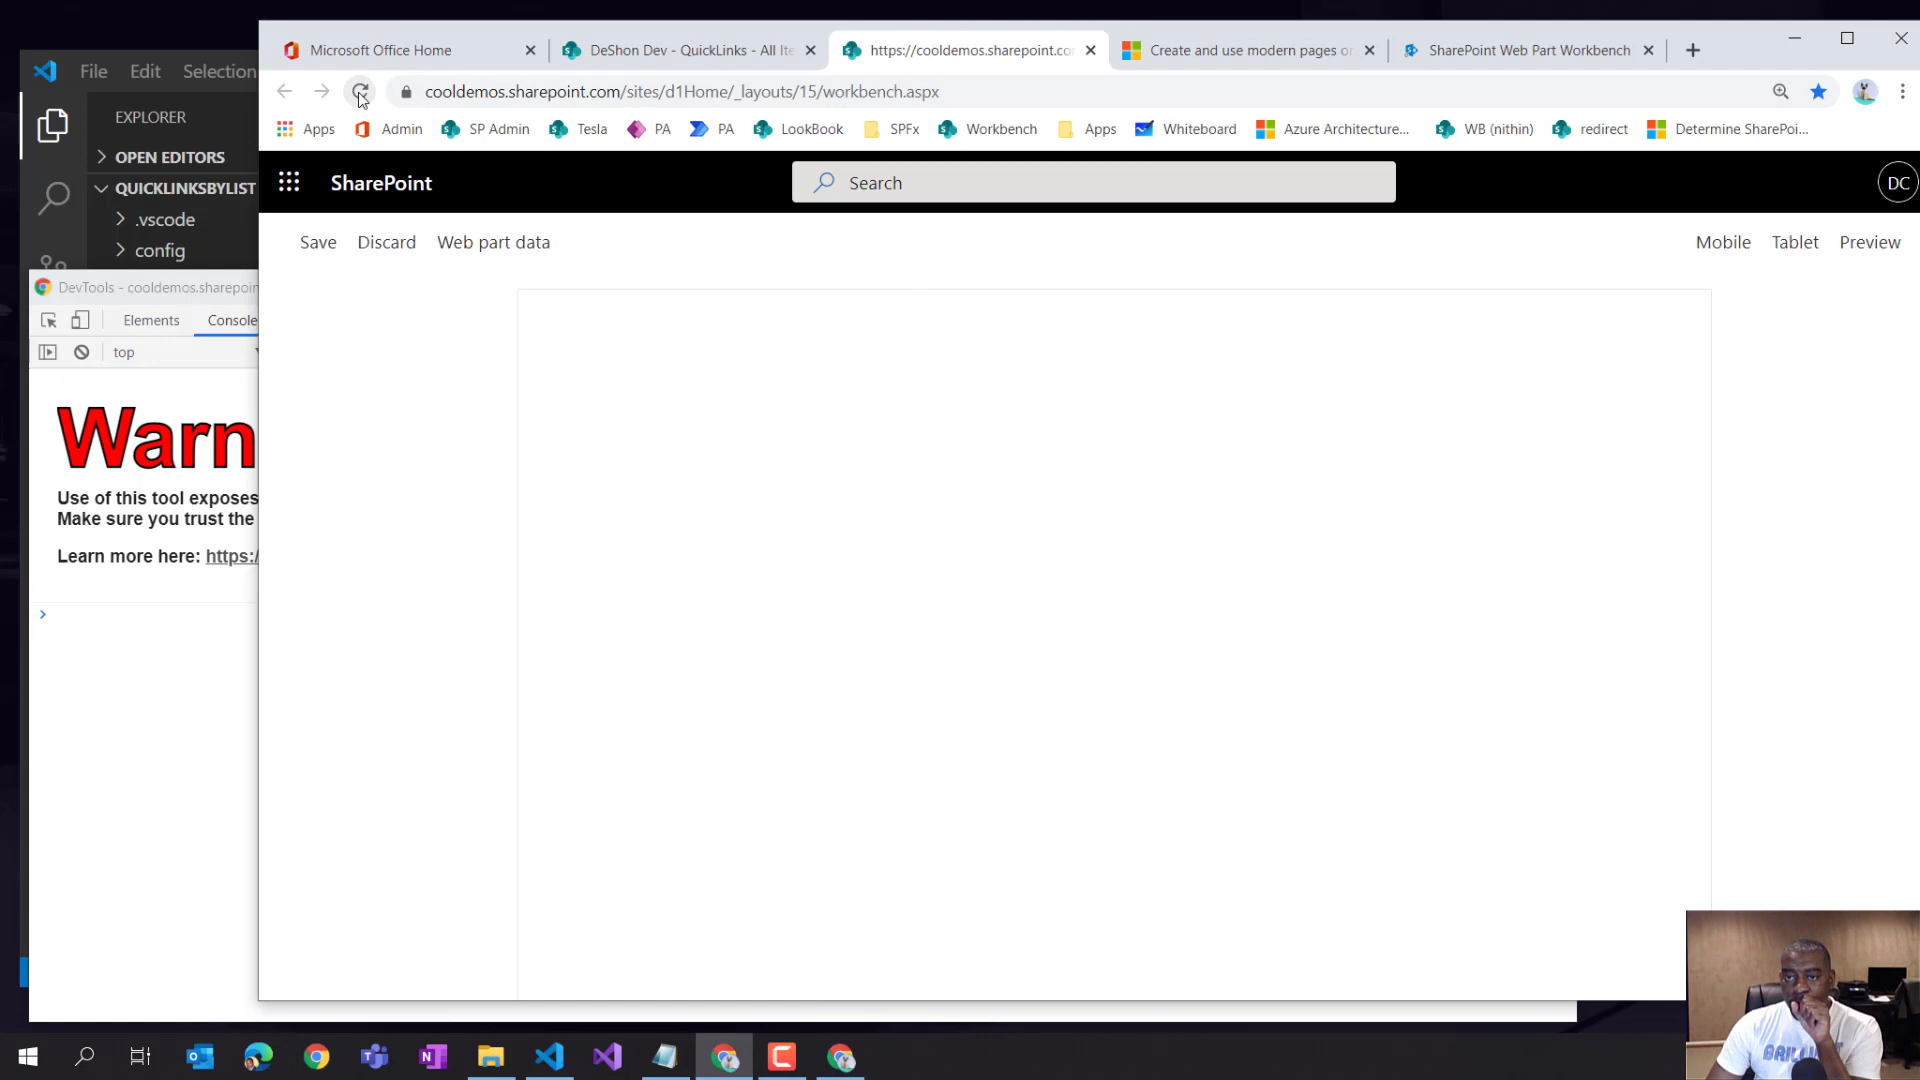 Microsoft Office Home
DeShon Dev - QuickLinks - All Ite
https://cooldemos.sharepoint.co
Create and use modern pages o
SharePoint Web Part Workbench
File Edit Selection
cooldemos.sharepoint.com/sites/d1Home/_layouts/15/workbench.aspx
Apps Admin SP Admin Tesla PA PA LookBook SPFx Workbench Apps Whiteboard Azure Architecture... WB (nithin) redirect Determine SharePoi...
EXPLORER
OPEN EDITORS
QUICKLINKSBYLIST
.vscode
config
SharePoint
Search
DC
Save Discard Web part data
Mobile Tablet Preview
DevTools - cooldemos.sharepoin
Elements Console
top
Warn
Use of this tool exposes
Make sure you trust the
Learn more here: https:/
BRILLI